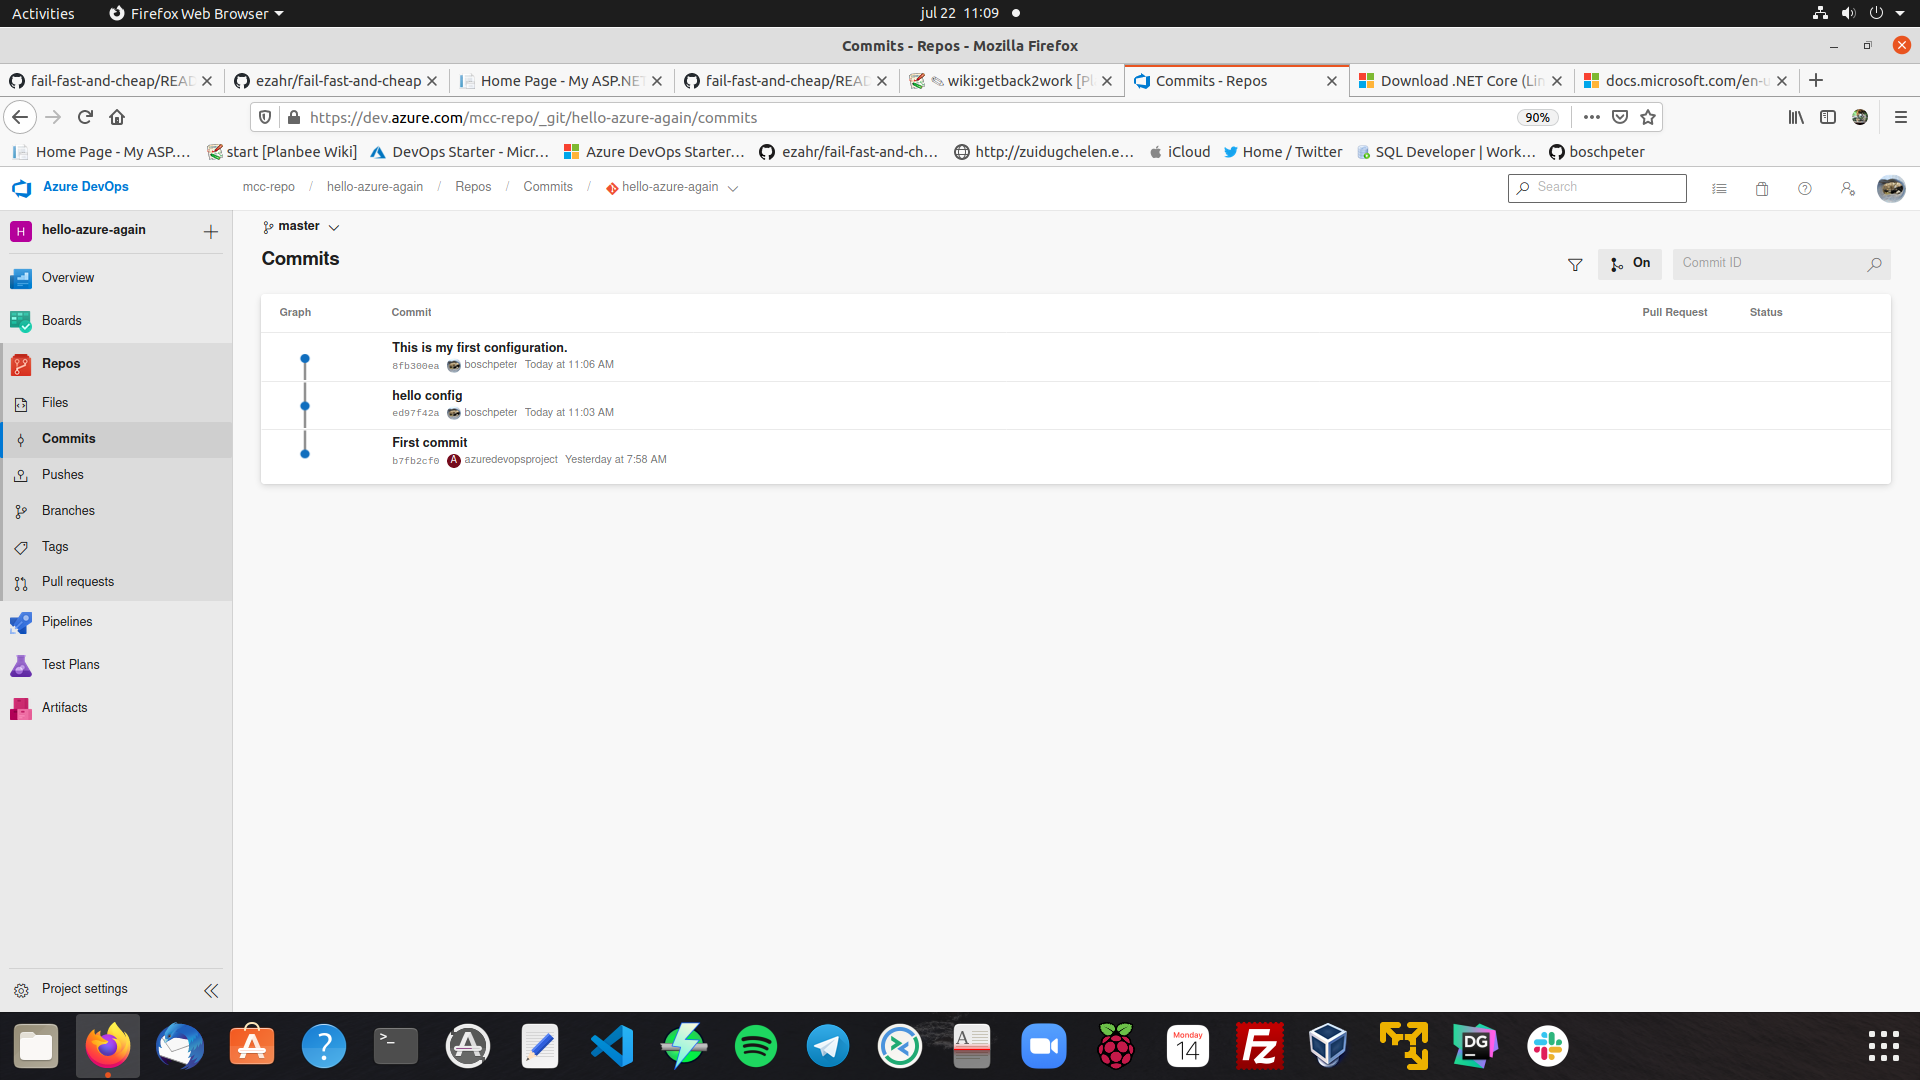 Activities Firefox Web Browser jul 22 11:09
Commits - Repos - Mozilla Firefox
fail-fast-and-cheap/READ ezahr/fail-fast-and-cheap Home Page - My ASP.NET fail-fast-and-cheap/READ wiki:getback2work [Pl Commits - Repos Download .NET Core (Lin docs.microsoft.com/en-u
https://dev.azure.com/mcc-repo/_git/hello-azure-again/commits 90%
Home Page - My ASP.… start [Planbee Wiki] DevOps Starter - Micr… Azure DevOps Starter… ezahr/fail-fast-and-ch… http://zuidugchelen.e… iCloud Home / Twitter SQL Developer | Work… boschpeter
Azure DevOps mcc-repo / hello-azure-again / Repos / Commits / hello-azure-again Search
H hello-azure-again
master
Commits
On Commit ID
Overview
Boards
Repos
Files
Commits
Pushes
Branches
Tags
Pull requests
Pipelines
Test Plans
Artifacts
Project settings
Graph Commit Pull Request Status
This is my first configuration.
8fb300ea boschpeter Today at 11:06 AM
hello config
ed97f42a boschpeter Today at 11:03 AM
First commit
b7fb2cf0 A azuredevopsproject Yesterday at 7:58 AM
Monday
14
Fz
DG